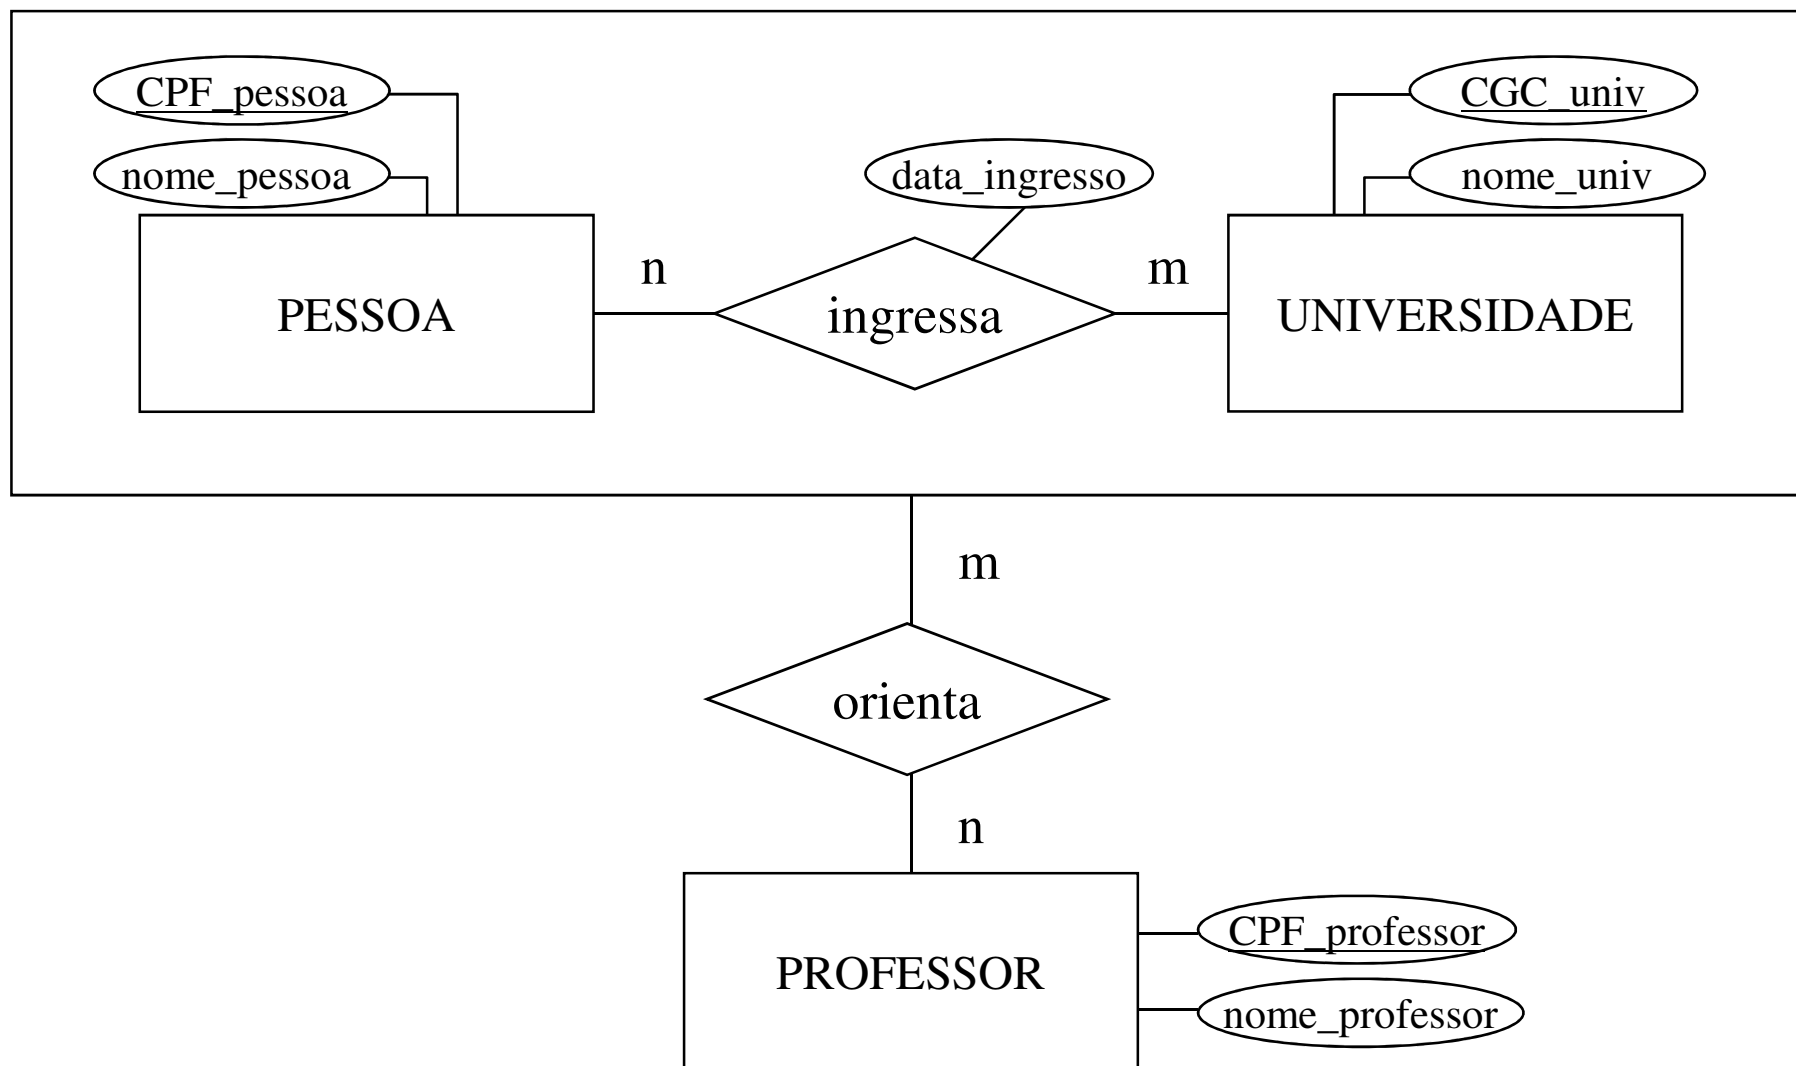 CPF_pessoa
CGC_univ
nome_pessoa
data_ingresso
nome_univ
n
m
PESSOA
ingressa
UNIVERSIDADE
m
orienta
n
CPF_professor
PROFESSOR
nome_professor